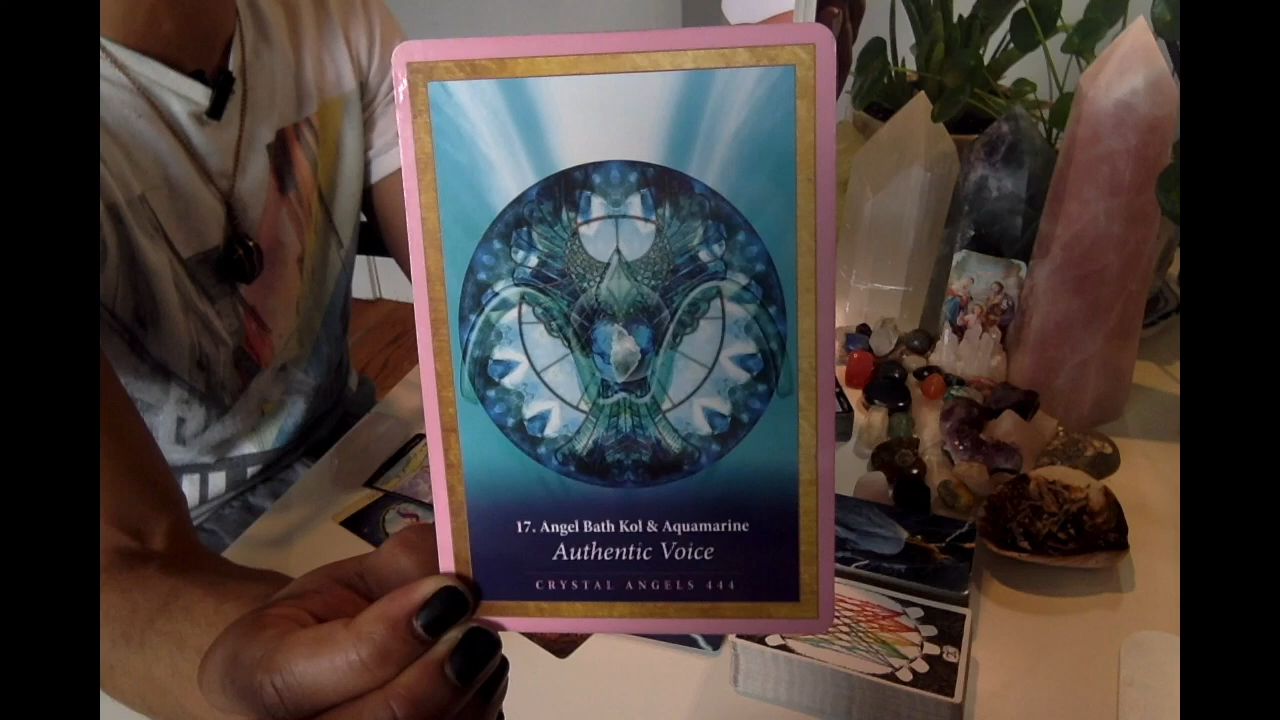 17. Angel Bath Kol & Aquamarine
Authentic Voice
CRYSTAL ANGELS 444